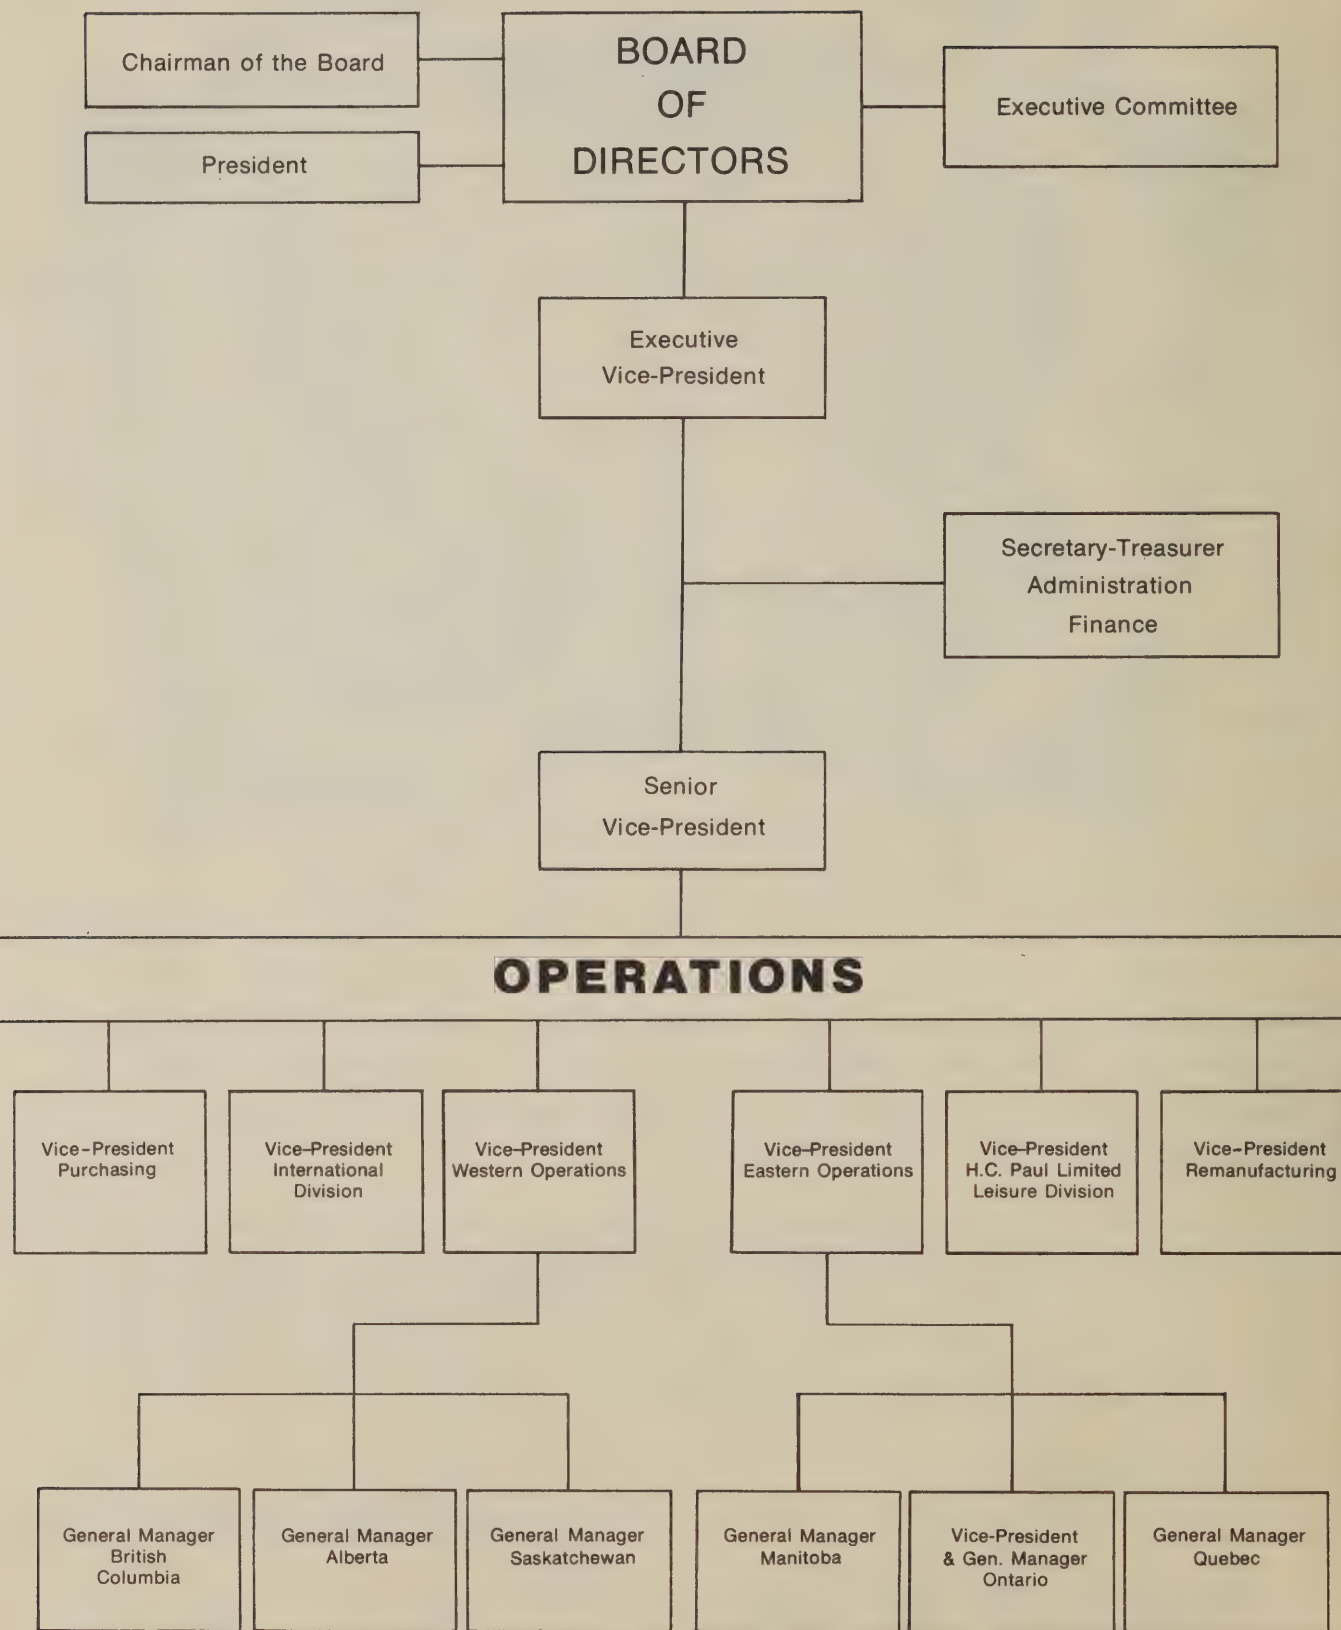 Chairman of the Board
President
BOARD
OF
DIRECTORS
Executive Committee
Executive
Vice-President
Secretary-Treasurer
Administration
Finance
Senior
Vice-President
OPERATIONS
Vice-President
Purchasing
Vice-President
International
Division
Vice-President
Western Operations
Vice-President
Eastern Operations
Vice-President
H.C. Paul Limited
Leisure Division
Vice-President
Remanufacturing
General Manager
British
Columbia
General Manager
Alberta
General Manager
Saskatchewan
General Manager
Manitoba
Vice-President
& Gen. Manager
Ontario
General Manager
Quebec